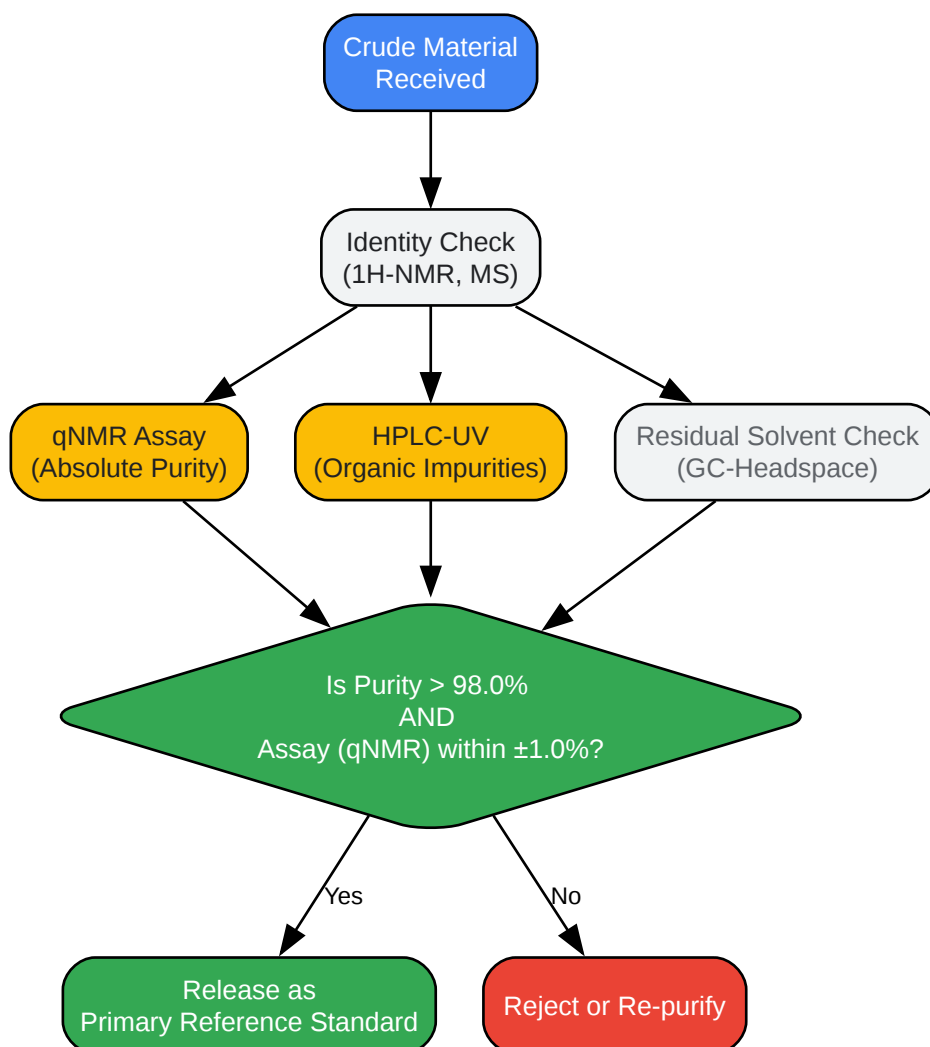 Crude Material
Received
Identity Check
(1H-NMR, MS)
qNMR Assay
(Absolute Purity)
HPLC-UV
(Organic Impurities)
Residual Solvent Check
(GC-Headspace)
Is Purity > 98.0%
AND
Assay (qNMR) within ±1.0%?
Yes
No
Release as
Primary Reference Standard
Reject or Re-purify